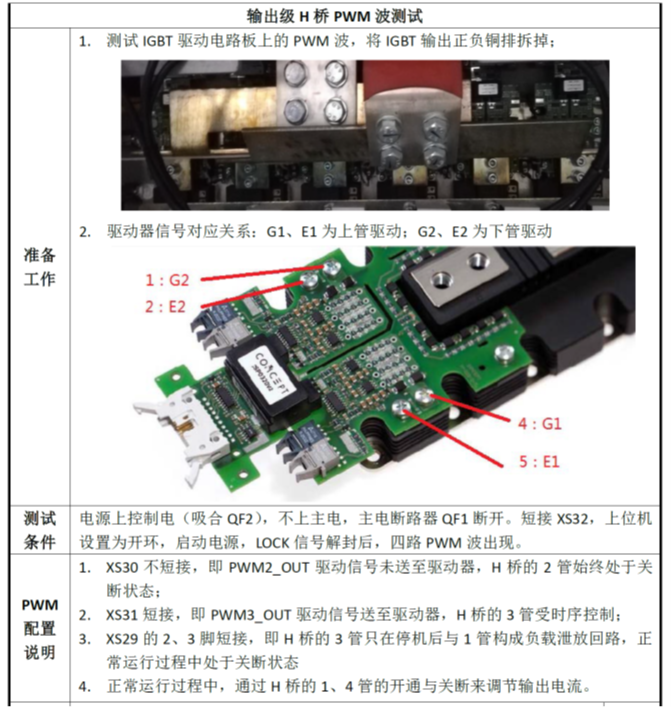 输出级 H 桥 PWM 波测试
准备
工作
1. 测试 IGBT 驱动电路板上的 PWM 波，将 IGBT 输出正负铜排拆掉；
2. 驱动器信号对应关系：G1、E1 为上管驱动；G2、E2 为下管驱动
1：G2
2：E2
CONCEPT
4：G1
5：E1
测试
条件
电源上控制电（吸合 QF2），不上主电，主电断路器 QF1 断开。短接 XS32，上位机
设置为开环，启动电源，LOCK 信号解封后，四路 PWM 波出现。
PWM
配置
说明
1. XS30 不短接，即 PWM2_OUT 驱动信号未送至驱动器，H 桥的 2 管始终处于关
断状态；
2. XS31 短接，即 PWM3_OUT 驱动信号送至驱动器，H 桥的 3 管受时序控制；
3. XS29 的 2、3 脚短接，即 H 桥的 3 管只在停机后与 1 管构成负载泄放回路，正
常运行过程中处于关断状态
4. 正常运行过程中，通过 H 桥的 1、4 管的开通与关断来调节输出电流。